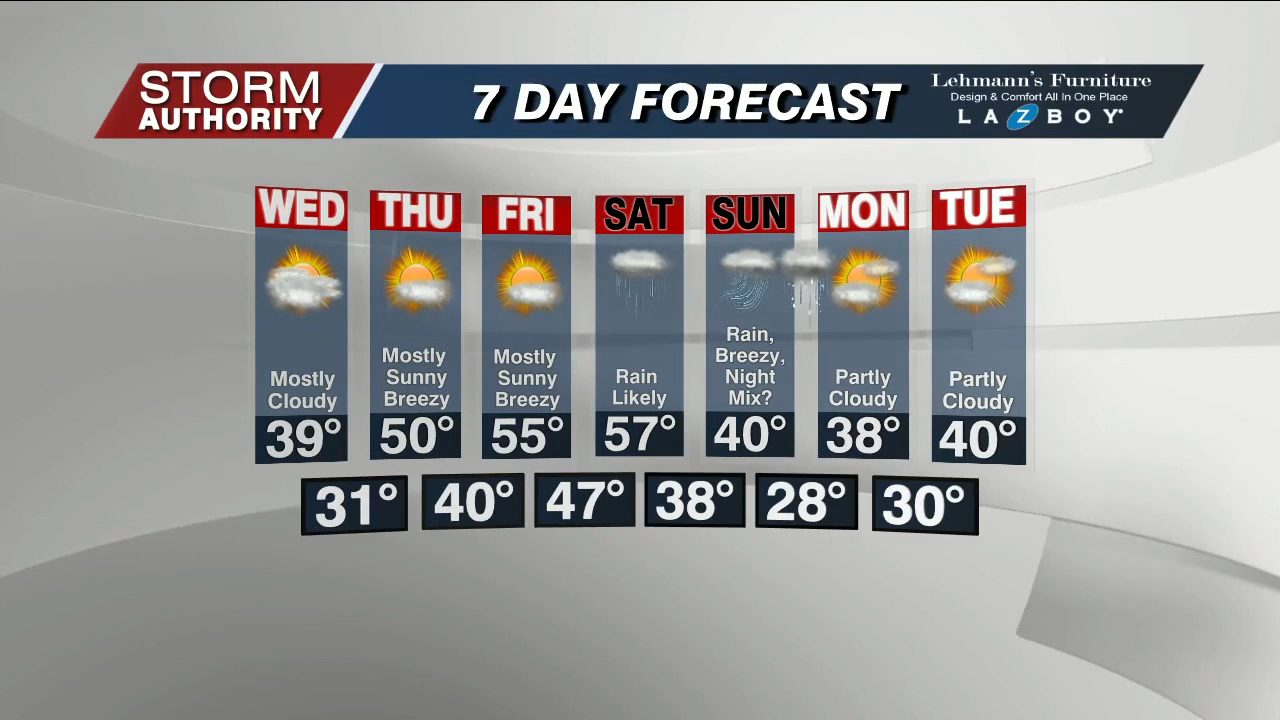 STORM
AUTHORITY
7 DAY FORECAST
Lehmann's Furniture
Design & Comfort All In One Place
LAZBOY®
WED
Mostly
Cloudy
39°
THU
Mostly
Sunny
Breezy
50°
FRI
Mostly
Sunny
Breezy
55°
SAT
Rain
Likely
57°
SUN
Rain,
Breezy,
Night
Mix?
40°
MON
Partly
Cloudy
38°
TUE
Partly
Cloudy
40°
31°
40°
47°
38°
28°
30°